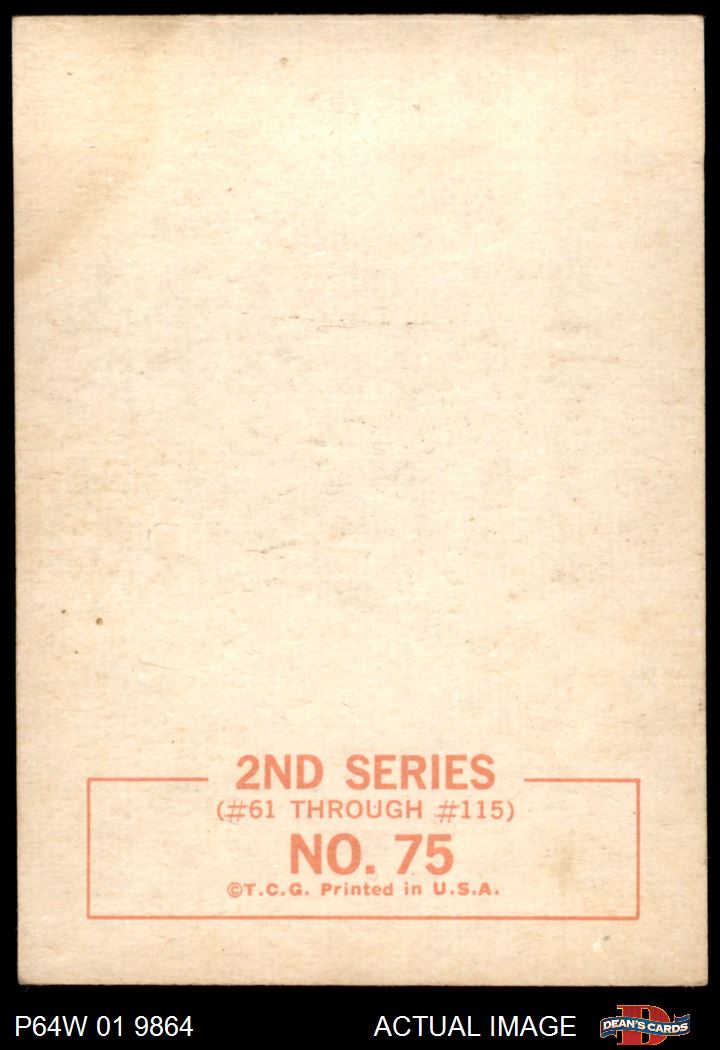 2ND SERIES
(#61 THROUGH #115)
NO. 75
©T.C.G. Printed in U.S.A.
P64W 01 9864 ACTUAL IMAGE DEAN'S CARDS